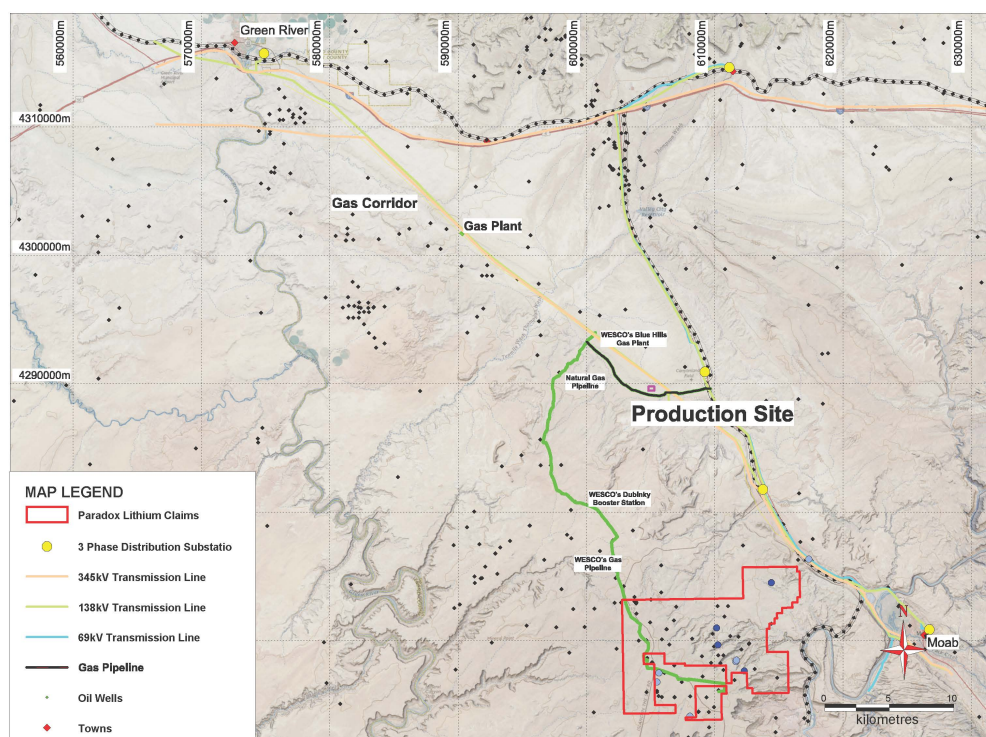 560000m
570000m
580000m
590000m
600000m
610000m
620000m
630000m
Green River
4310000m
Gas Corridor
Gas Plant
4300000m
WESCO's Blue Hills
Gas Plant
4290000m
Natural Gas
Pipeline
Production Site
WESCO's Dubinky
Booster Station
WESCO's Gas
Pipeline
MAP LEGEND
Paradox Lithium Claims
3 Phase Distribution Substatio
345kV Transmission Line
138kV Transmission Line
69kV Transmission Line
Gas Pipeline
Oil Wells
Towns
N
Moab
0 5 10
kilometres